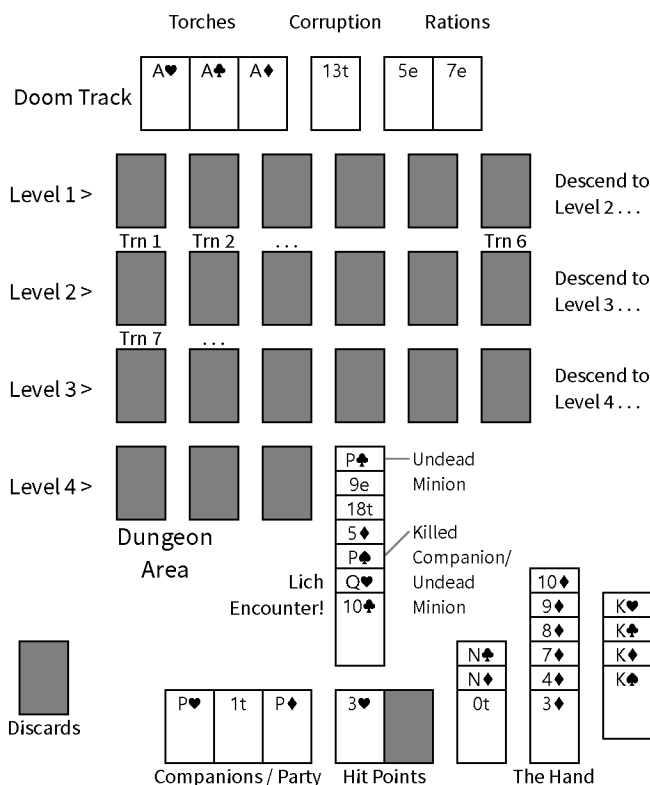 Torches Corruption Rations
Doom Track A♥ A♣ A♦ 13t 5e 7e
Level 1 > Descend to
Level 2 . . .
Trn 1 Trn 2 . . . Trn 6
Level 2 > Descend to
Level 3 . . .
Trn 7 . . .
Level 3 > Descend to
Level 4 . . .
Level 4 >
P♣ Undead
9e Minion
18t
5♦ Killed
P♠ Companion/
Q♥ Undead
10♣ Minion
Dungeon
Area
Lich
Encounter!
10♦
9♦
8♦
7♦
4♦
3♦
K♥
K♣
K♦
K♠
N♣
N♦
0t
Discards
P♥ 1t P♦ 3♥
Companions / Party Hit Points The Hand